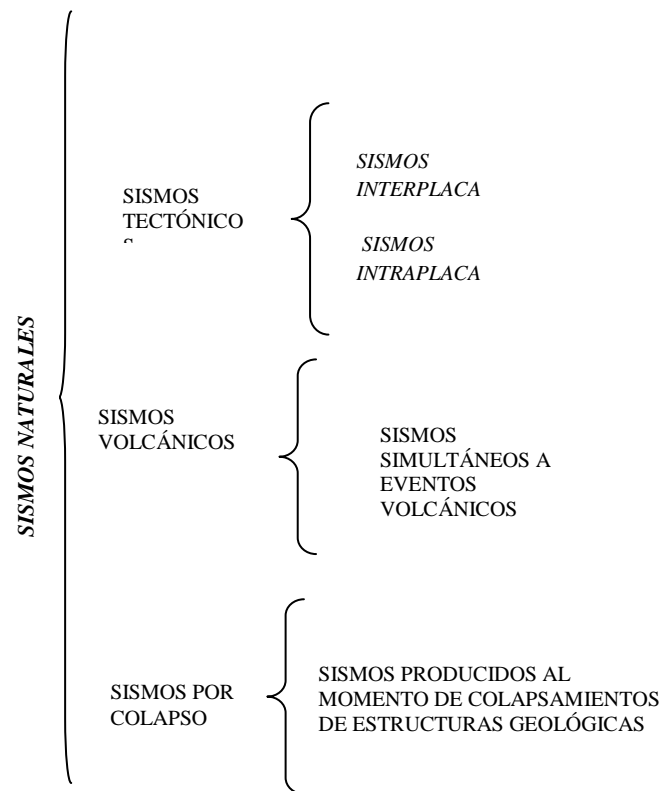 SISMOS NATURALES
SISMOS
TECTÓNICO
S
SISMOS
INTERPLACA
SISMOS
INTRAPLACA
SISMOS
VOLCÁNICOS
SISMOS
SIMULTÁNEOS A
EVENTOS
VOLCÁNICOS
SISMOS POR
COLAPSO
SISMOS PRODUCIDOS AL
MOMENTO DE COLAPSAMIENTOS
DE ESTRUCTURAS GEOLÓGICAS